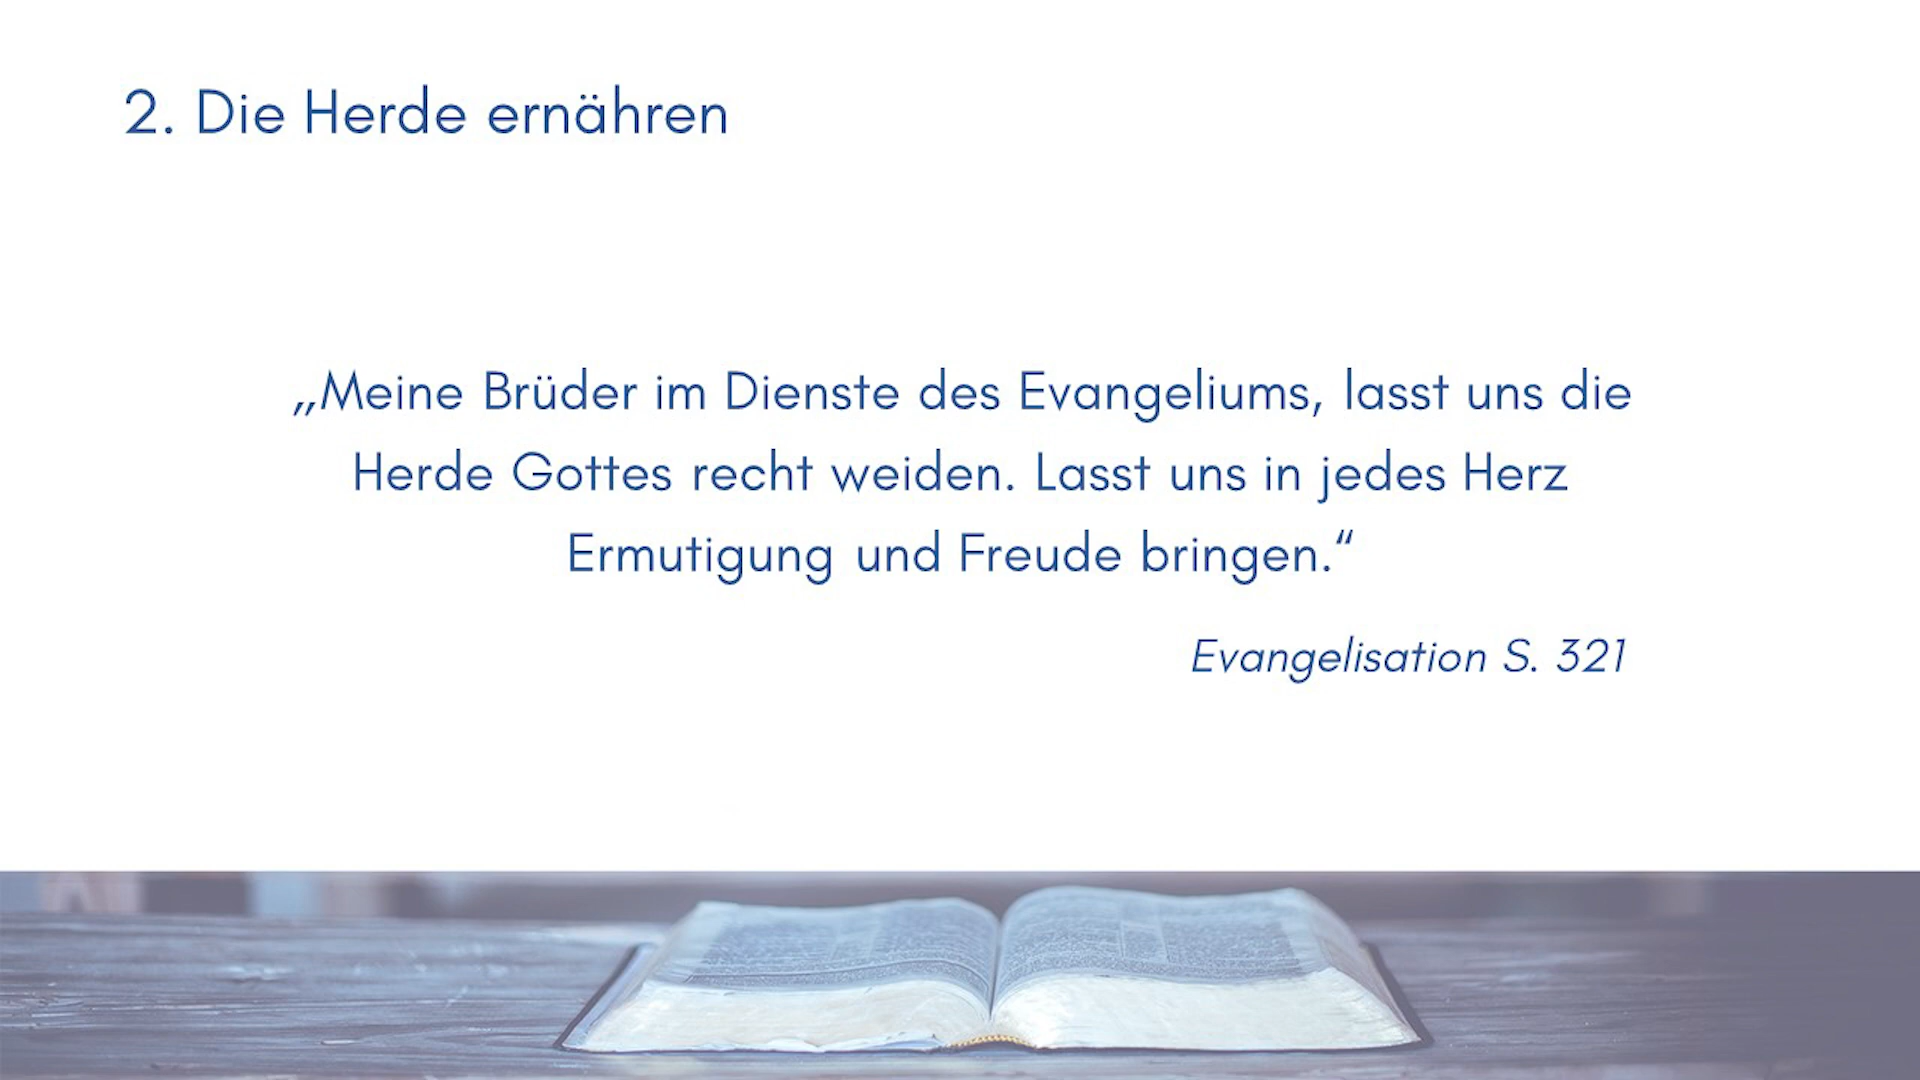 2. Die Herde ernähren
„Meine Brüder im Dienste des Evangeliums, lasst uns die
Herde Gottes recht weiden. Lasst uns in jedes Herz
Ermutigung und Freude bringen.“
Evangelisation S. 321